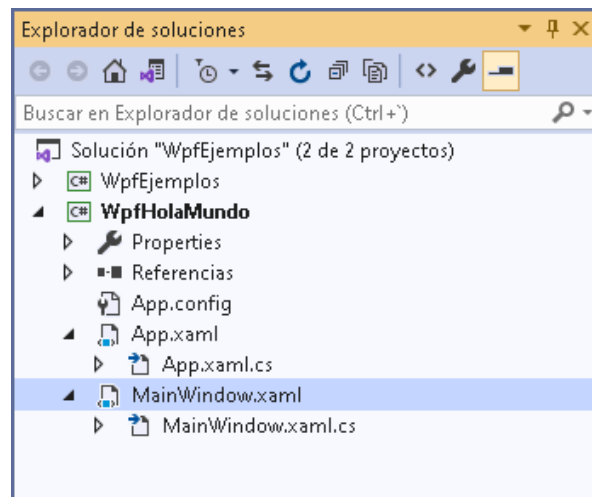 Explorador de soluciones
Buscar en Explorador de soluciones (Ctrl+`)
Solución "WpfEjemplos" (2 de 2 proyectos)
C# WpfEjemplos
C# WpfHolaMundo
Properties
Referencias
App.config
App.xaml
App.xaml.cs
MainWindow.xaml
MainWindow.xaml.cs